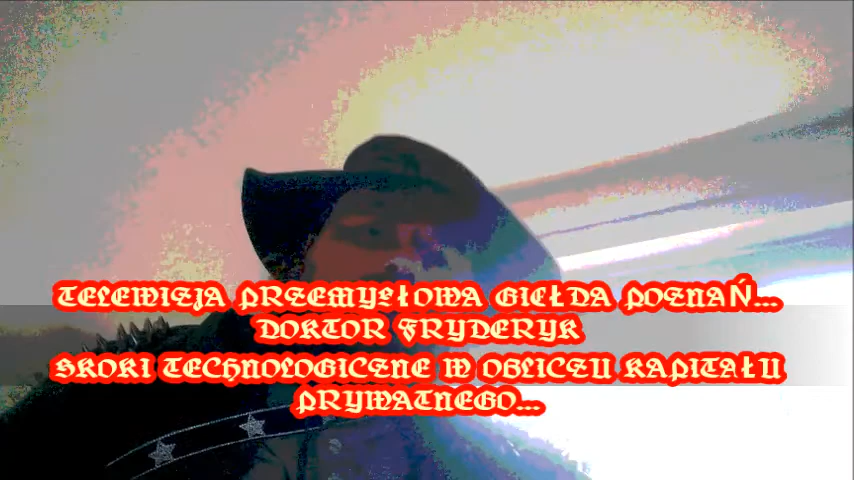 TELEWIZJA PRZEMYSŁOWA GIEŁDA POZNAŃ...
DOKTOR FRYDERYK
SKOKI TECHNOLOGICZNE W OBLICZU KAPITAŁU
PRYWATNEGO...